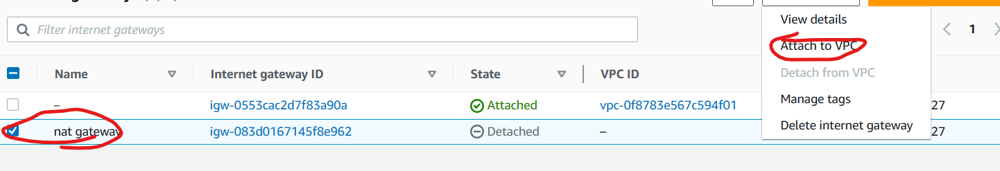 View details
Filter internet gateways
1
Attach to VPC
Name Internet gateway ID State VPC ID
Detach from VPC
– igw-0553cac2d7f83a90a Attached vpc-0f8783e567c594f01 27
Manage tags
nat gateway igw-083d0167145f8e962 Detached – 27
Delete internet gateway